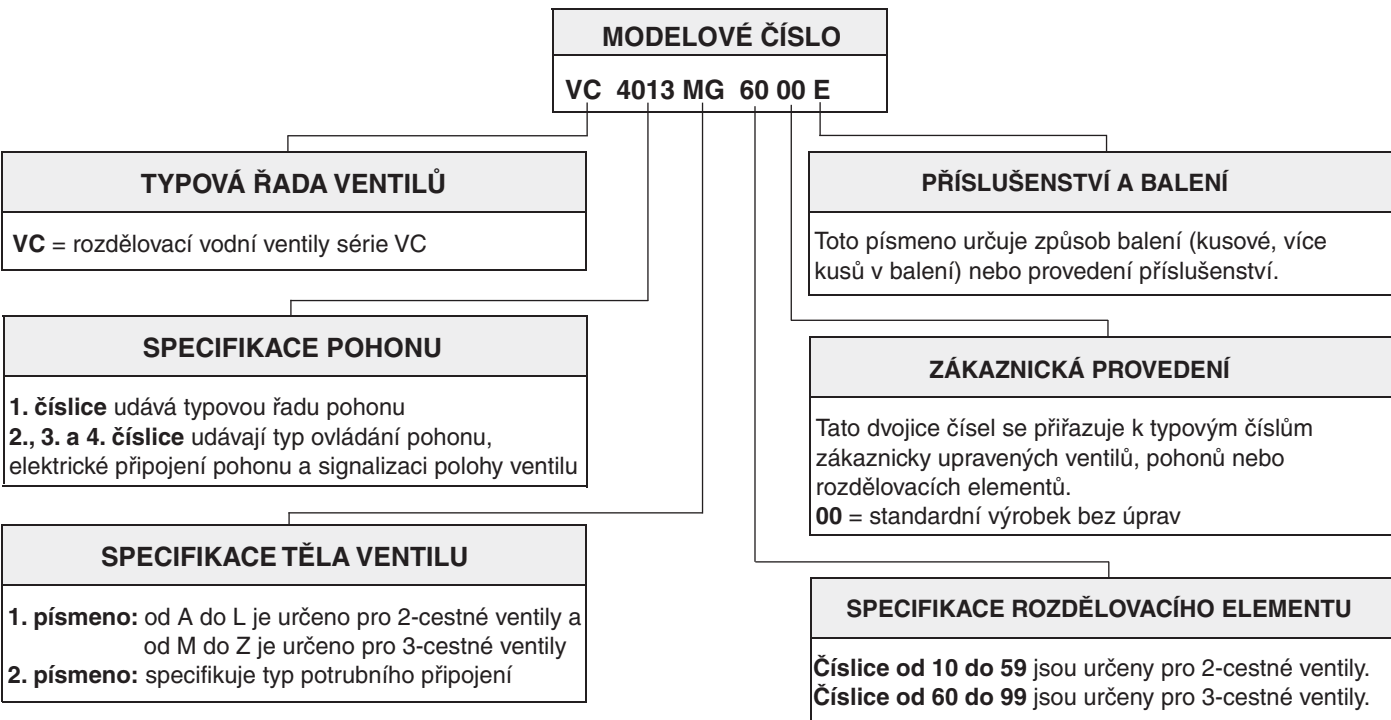 MODELOVÉ ČÍSLO
VC 4013 MG 60 00 E
TYPOVÁ ŘADA VENTILŮ
VC = rozdělovací vodní ventily série VC
SPECIFIKACE POHONU
1. číslice udává typovou řadu pohonu
2., 3. a 4. číslice udávají typ ovládání pohonu,
elektrické připojení pohonu a signalizaci polohy ventilu
SPECIFIKACE TĚLA VENTILU
1. písmeno: od A do L je určeno pro 2-cestné ventily a
od M do Z je určeno pro 3-cestné ventily
2. písmeno: specifikuje typ potrubního připojení
PŘÍSLUŠENSTVÍ A BALENÍ
Toto písmeno určuje způsob balení (kusové, více
kusů v balení) nebo provedení příslušenství.
ZÁKAZNICKÁ PROVEDENÍ
Tato dvojice čísel se přiřazuje k typovým číslům
zákaznicky upravených ventilů, pohonů nebo
rozdělovacích elementů.
00 = standardní výrobek bez úprav
SPECIFIKACE ROZDĚLOVACÍHO ELEMENTU
Číslice od 10 do 59 jsou určeny pro 2-cestné ventily.
Číslice od 60 do 99 jsou určeny pro 3-cestné ventily.